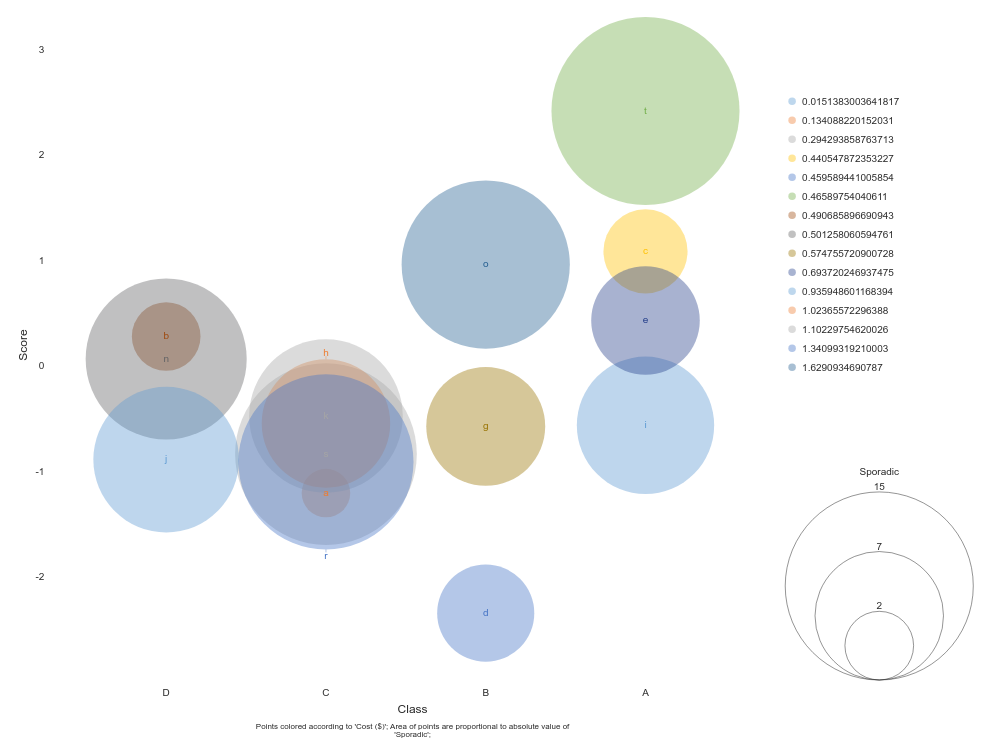 3
2
1
0
-1
-2
Score
t
c
o
e
h
b
n
i
g
j
r
d
D
C
B
A
Class
Points colored according to 'Cost ($)'; Area of points are proportional to absolute value of
'Sporadic';
0.0151383003641817
0.134088220152031
0.294293858763713
0.440547872353227
0.459589441005854
0.46589754040611
0.490685896690943
0.501258060594761
0.574755720900728
0.693720246937475
0.935948601168394
1.02365572296388
1.10229754620026
1.34099319210003
1.6290934690787
Sporadic
15
7
2